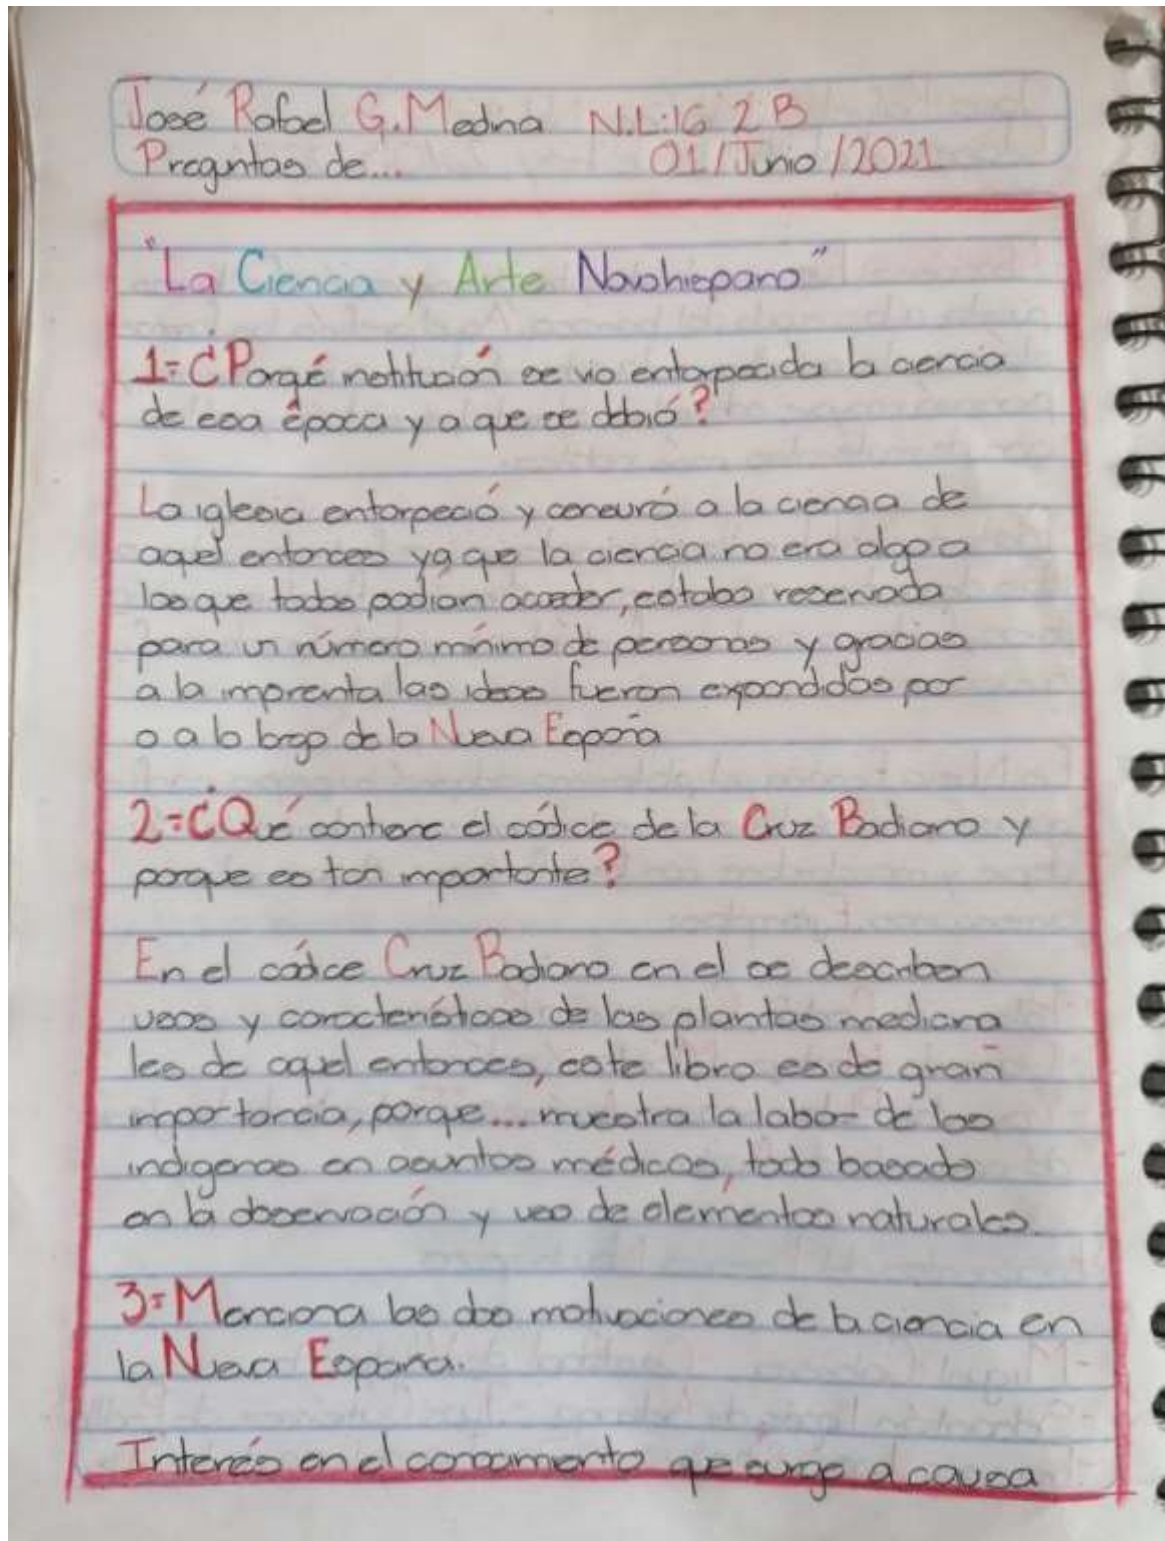 José Rafael G. Medina N.L:16 2B
Preguntas de... 01/Junio/2021
"La Ciencia y Arte Novohispano"
1=¿Porqué institución se vio entorpecida la ciencia
de esa época y a que se debió?
La iglesia entorpeció y censuró a la ciencia de
aquel entonces ya que la ciencia no era algo a
los que todos podian acceder, estaba reservada
para un número mínimo de personas y gracias
a la imprenta las ideas fueron expandidas por
o a lo largo de la Nueva España
2=¿Qué contiene el códice de la Cruz Badiano y
porque es tan importante?
En el códice Cruz Badiano en el se describen
usos y características de las plantas medicina
les de aquel entonces, este libro es de gran
importancia, porque... muestra la labor de los
indígenas en asuntos médicos, todo basado
en la observación y uso de elementos naturales.
3=Menciona las dos motivaciones de la ciencia en
la Nueva España.
Interés en el conocimiento que surge a causa